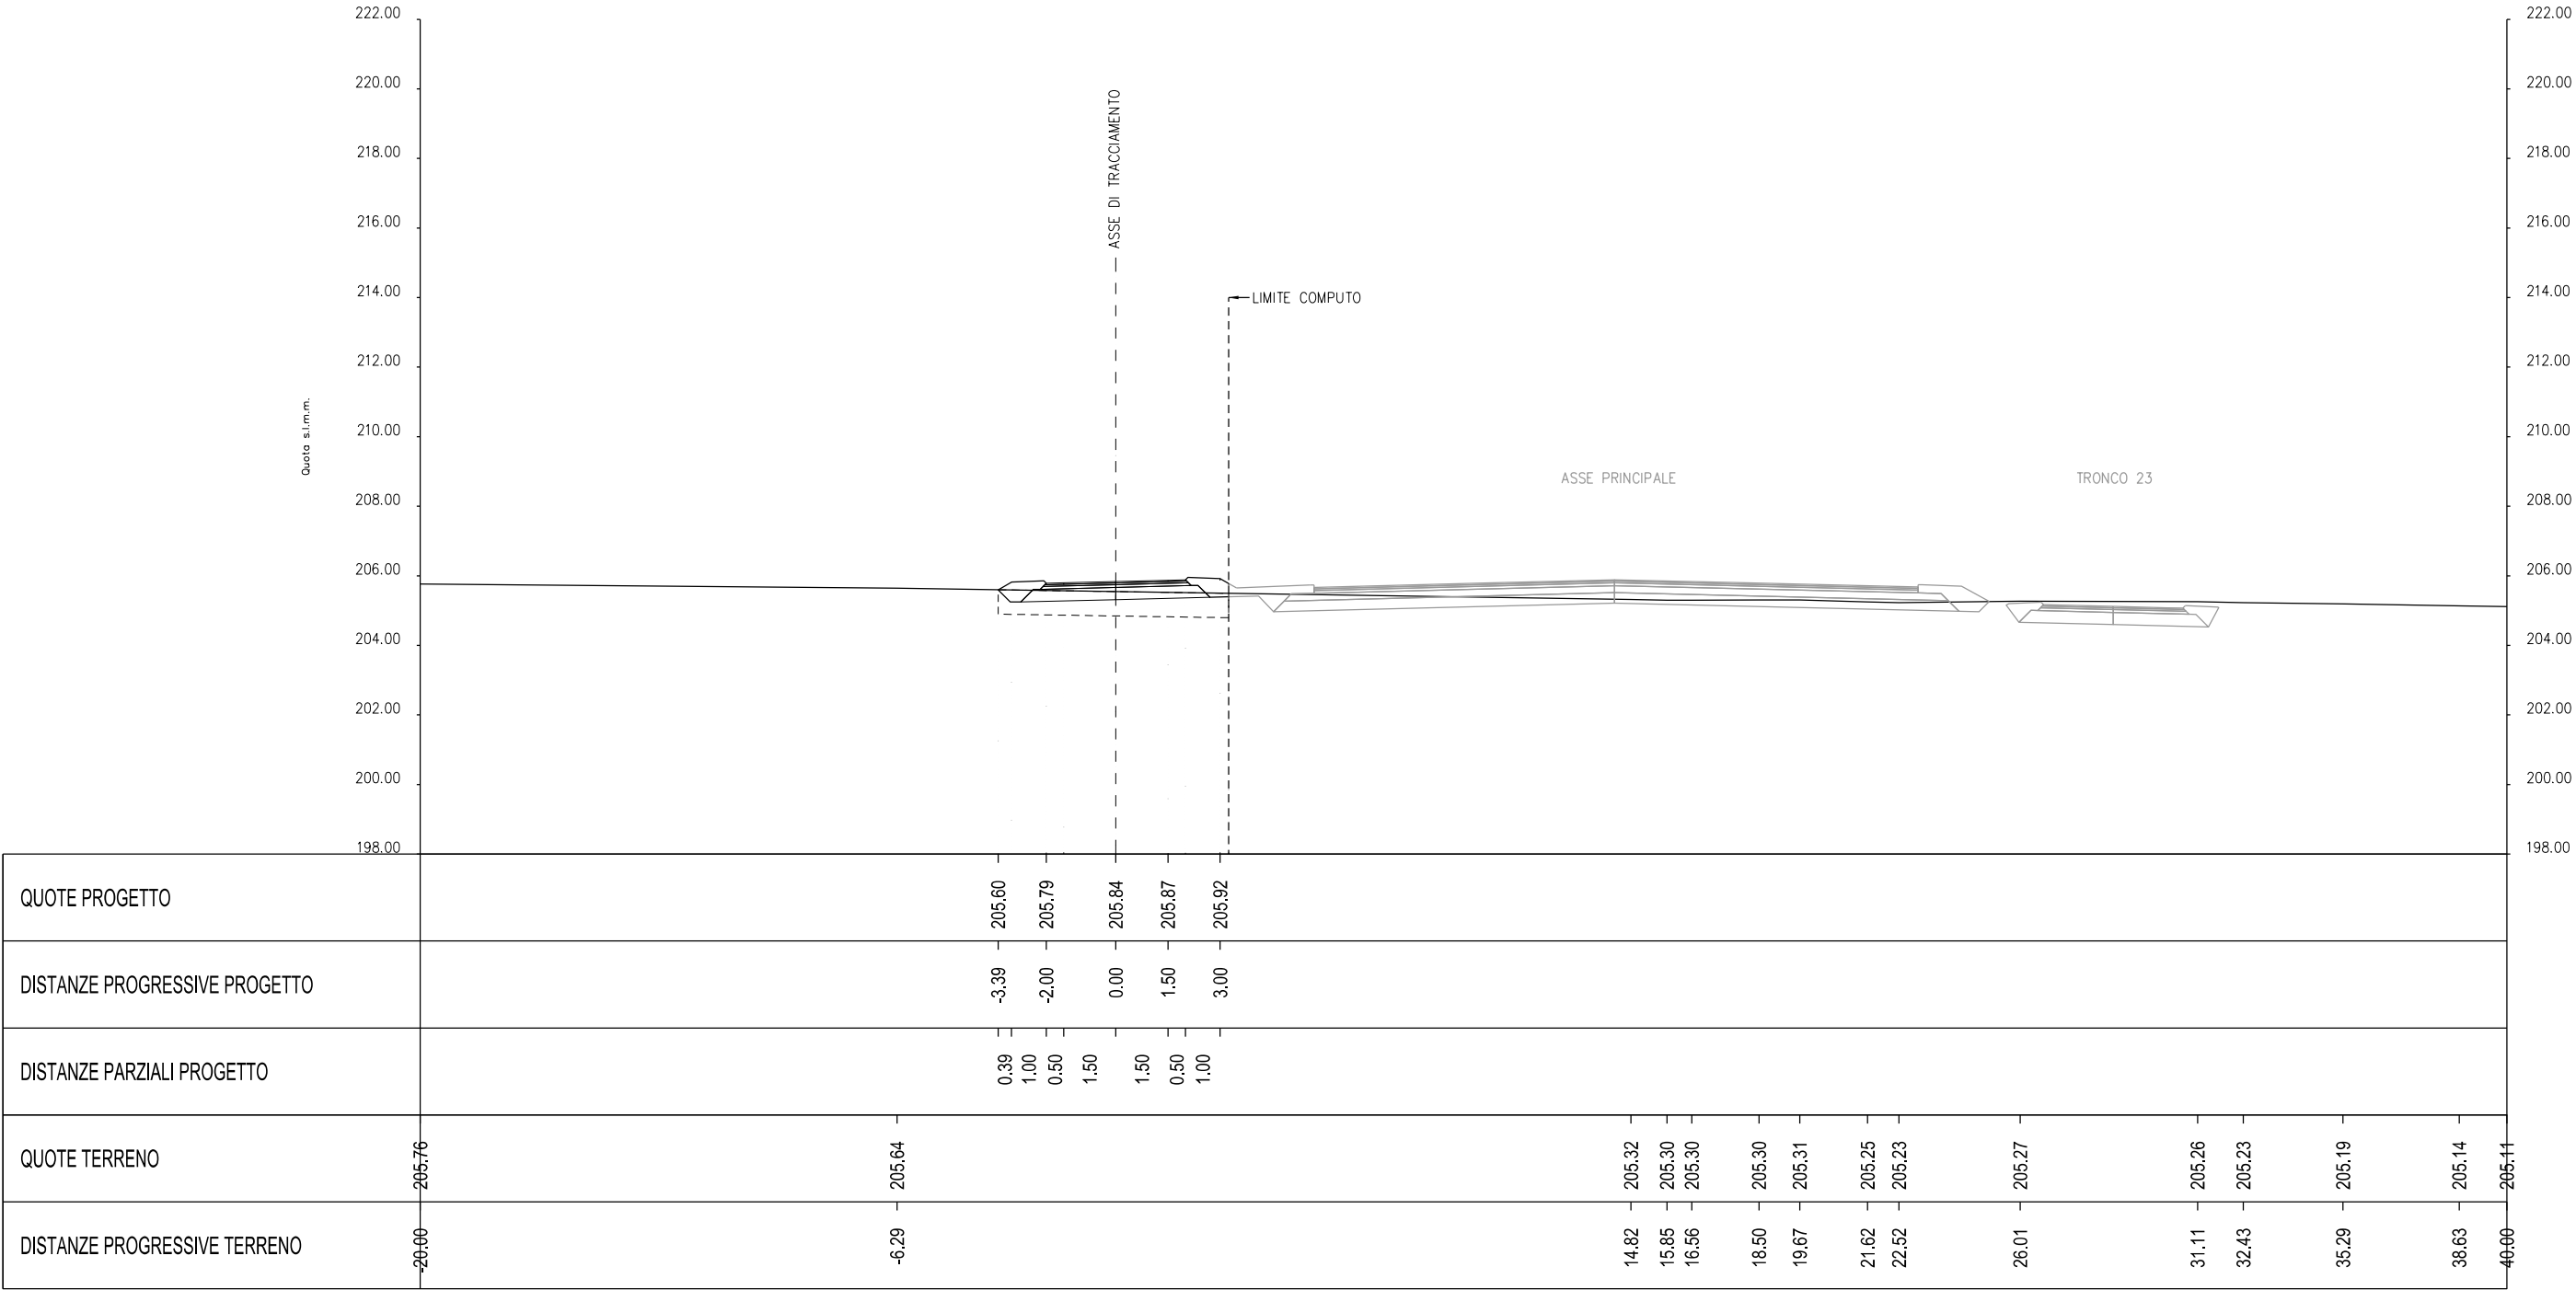 222.00 222.00
220.00 220.00
218.00 218.00
216.00 216.00
214.00 214.00
212.00 212.00
210.00 210.00
208.00 208.00
206.00 206.00
204.00 204.00
202.00 202.00
200.00 200.00
198.00 198.00
Quota s.l.m.m.
ASSE DI TRACCIAMENTO
LIMITE COMPUTO
ASSE PRINCIPALE
TRONCO 23
QUOTE PROGETTO 205.60 205.79 205.84 205.87 205.92
DISTANZE PROGRESSIVE PROGETTO -3.39 -2.00 0.00 1.50 3.00
DISTANZE PARZIALI PROGETTO 0.39 1.00 0.50 1.50 1.50 0.50 1.00
QUOTE TERRENO 205.76 205.64 205.32 205.30 205.30 205.30 205.31 205.25 205.23 205.27 205.26 205.23 205.19 205.14 205.11
DISTANZE PROGRESSIVE TERRENO -20.00 -6.29 14.82 15.85 16.56 18.50 19.67 21.62 22.52 26.01 31.11 32.43 35.29 38.63 40.00